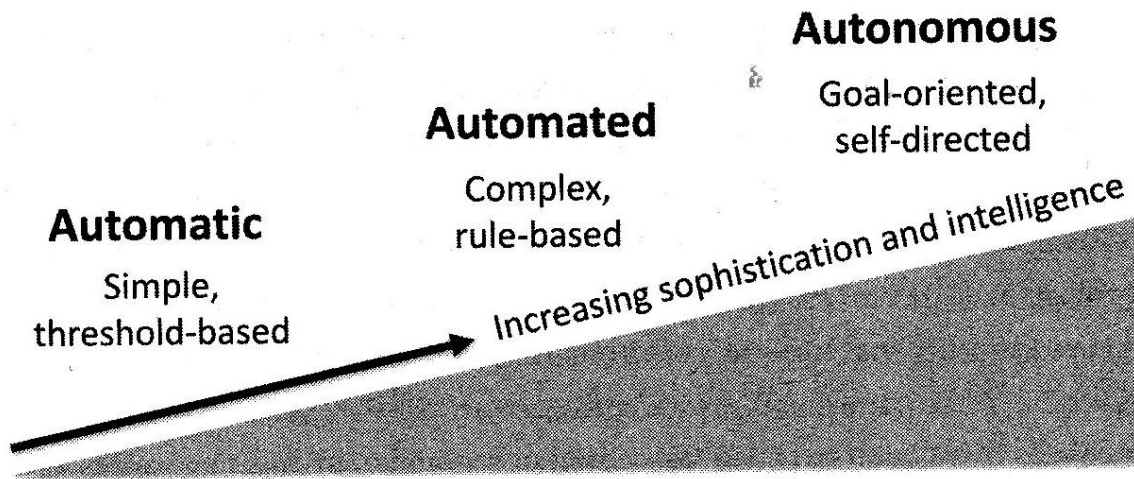 Automatic
Simple,
threshold-based
Automated
Complex,
rule-based
Autonomous
Goal-oriented,
self-directed
Increasing sophistication and intelligence